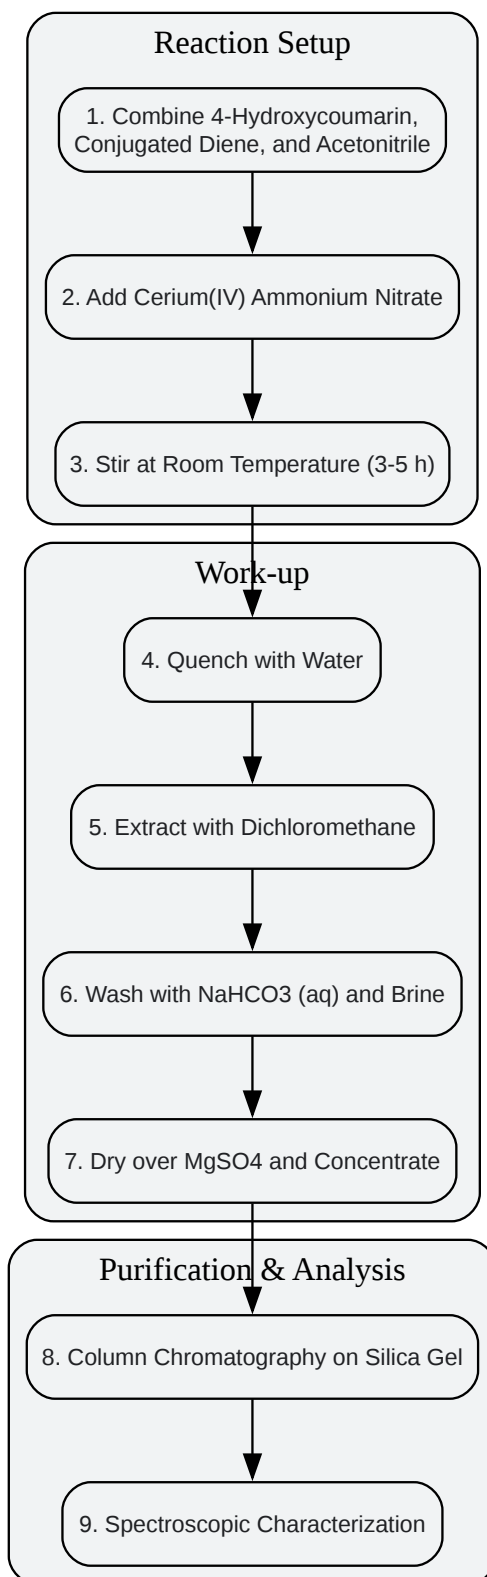 Reaction Setup
1. Combine 4-Hydroxycoumarin,
Conjugated Diene, and Acetonitrile
2. Add Cerium(IV) Ammonium Nitrate
3. Stir at Room Temperature (3-5 h)
Work-up
4. Quench with Water
5. Extract with Dichloromethane
6. Wash with NaHCO3 (aq) and Brine
7. Dry over MgSO4 and Concentrate
Purification & Analysis
8. Column Chromatography on Silica Gel
9. Spectroscopic Characterization